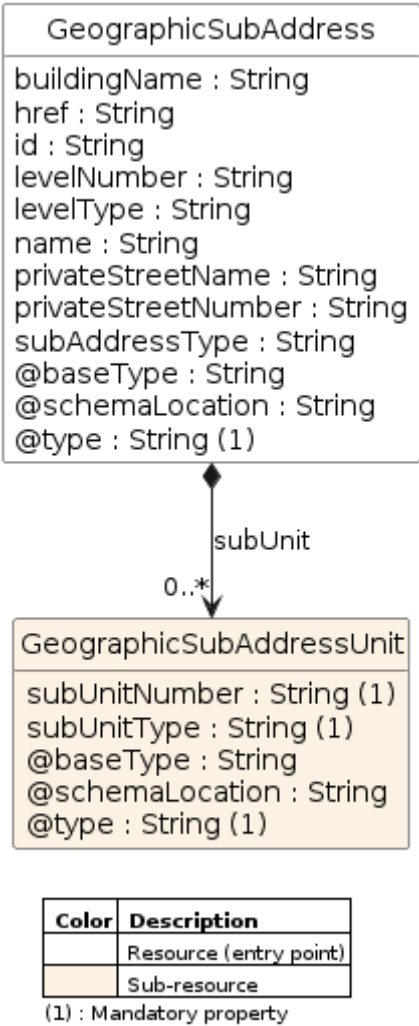 GeographicSubAddress
buildingName : String
href : String
id : String
levelNumber : String
levelType : String
name : String
privateStreetName : String
privateStreetNumber : String
subAddressType : String
@baseType : String
@schemaLocation : String
@type : String (1)
subUnit
0..*
GeographicSubAddressUnit
subUnitNumber : String (1)
subUnitType : String (1)
@baseType : String
@schemaLocation : String
@type : String (1)
Color Description
Resource (entry point)
Sub-resource
(1) : Mandatory property